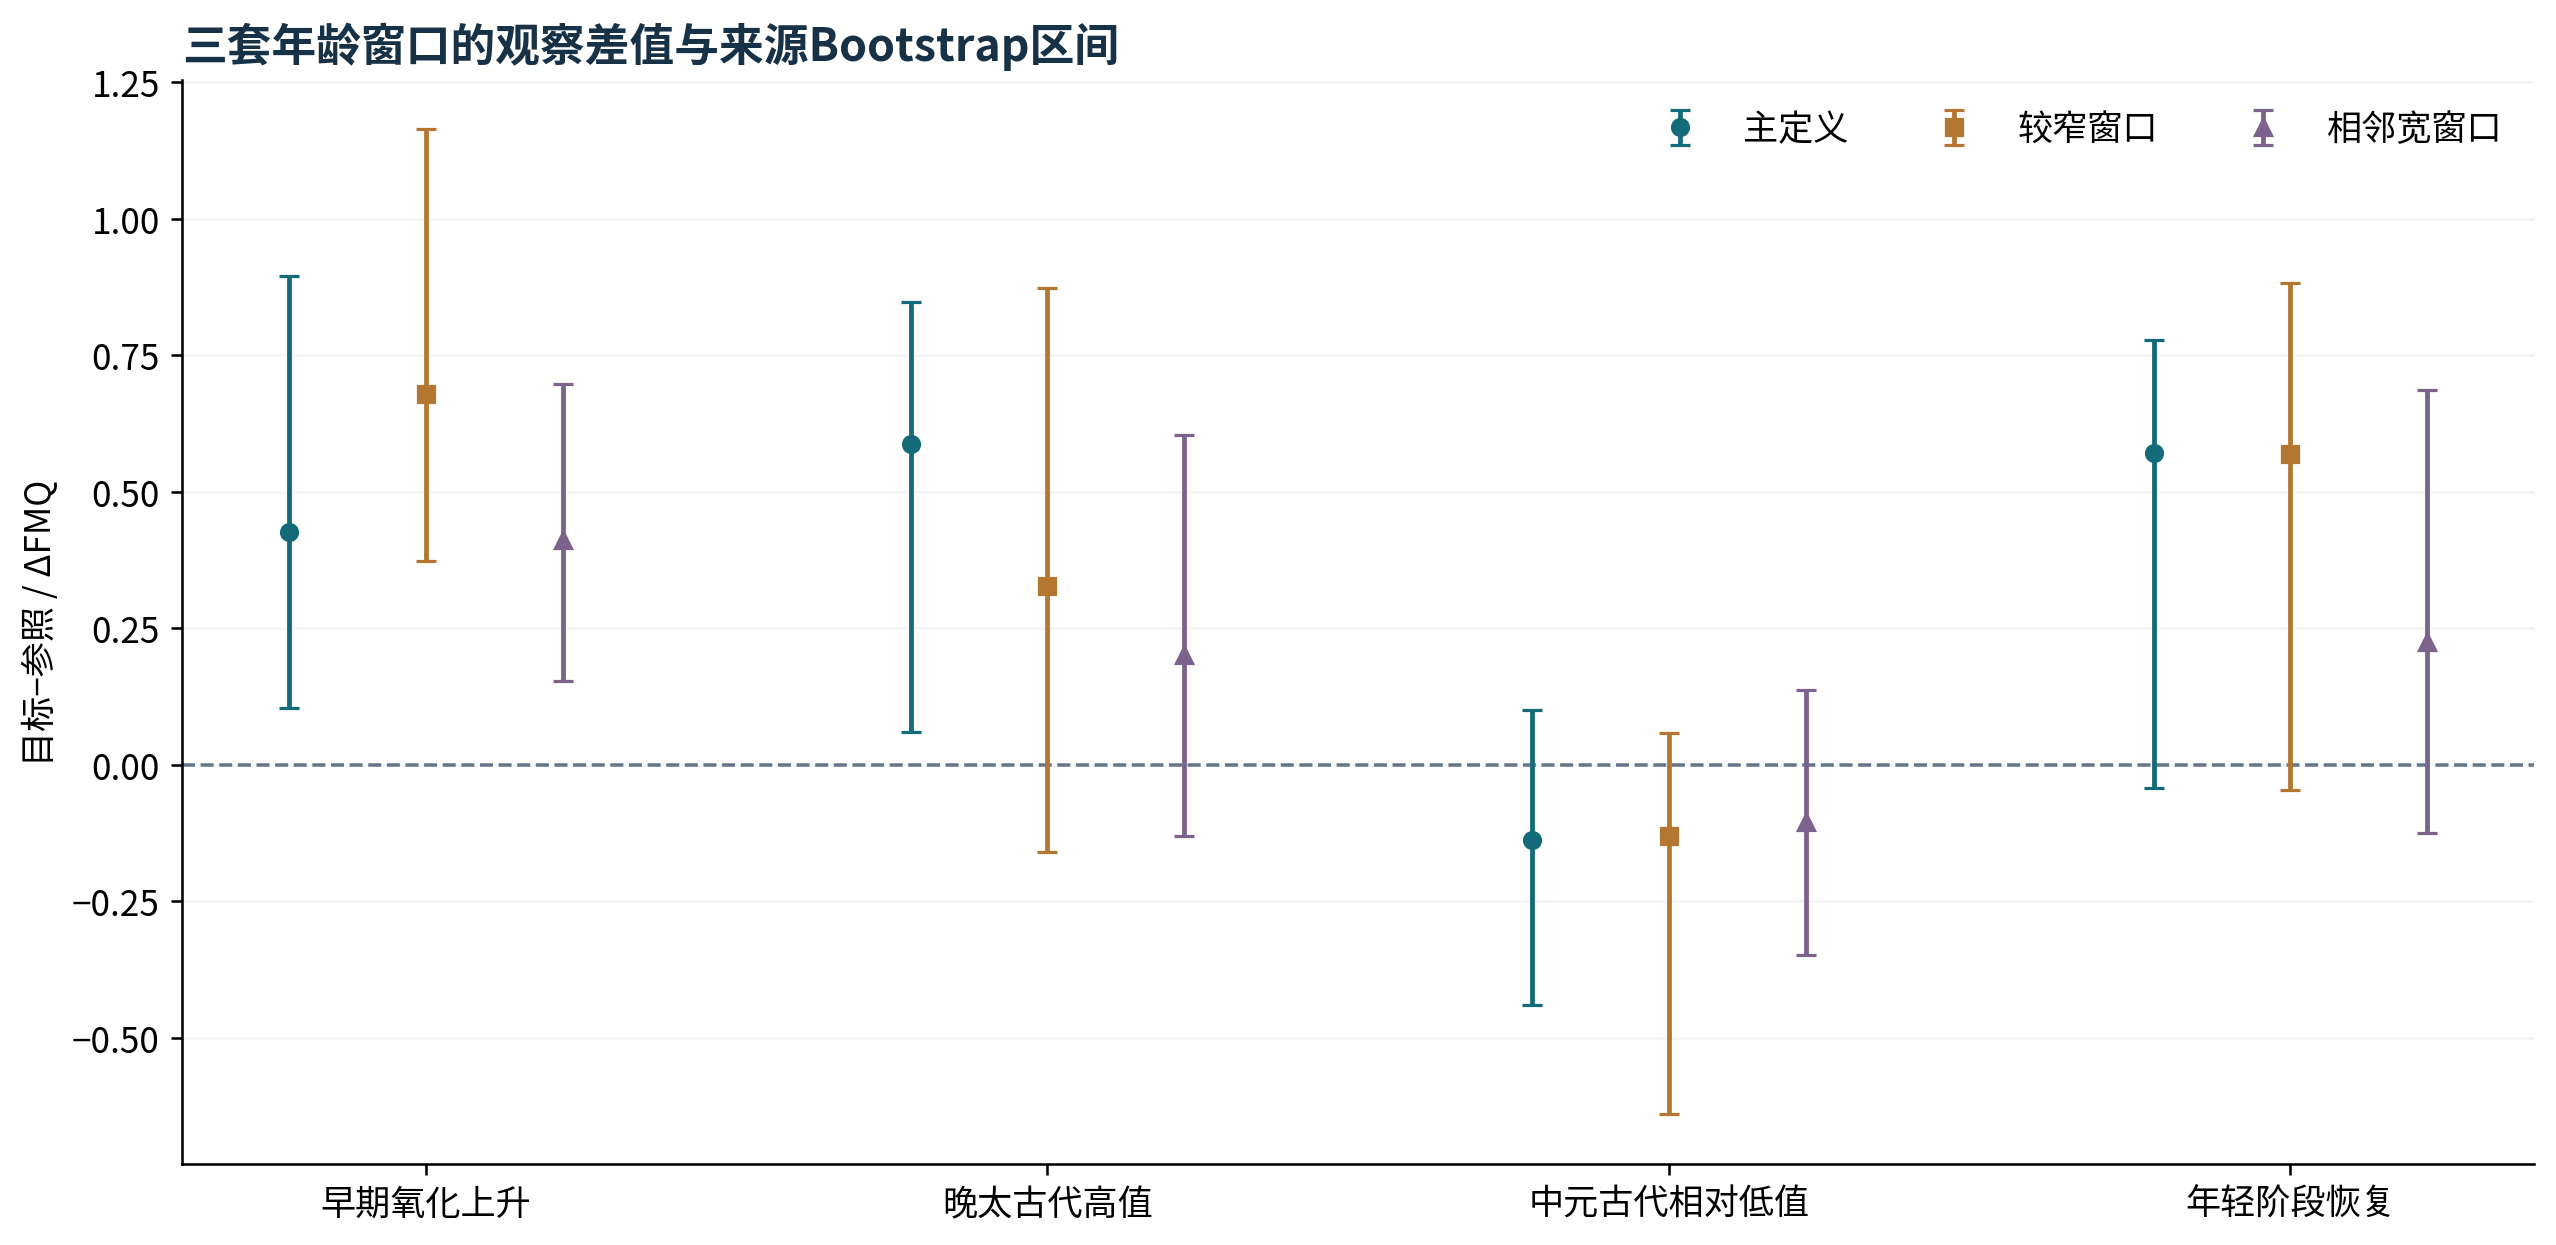 三套年龄窗口的观察差值与来源Bootstrap区间
主定义
较窄窗口
相邻宽窗口
目标−参照 / ΔFMQ
1.25
1.00
0.75
0.50
0.25
0.00
−0.25
−0.50
早期氧化上升
晚太古代高值
中元古代相对低值
年轻阶段恢复